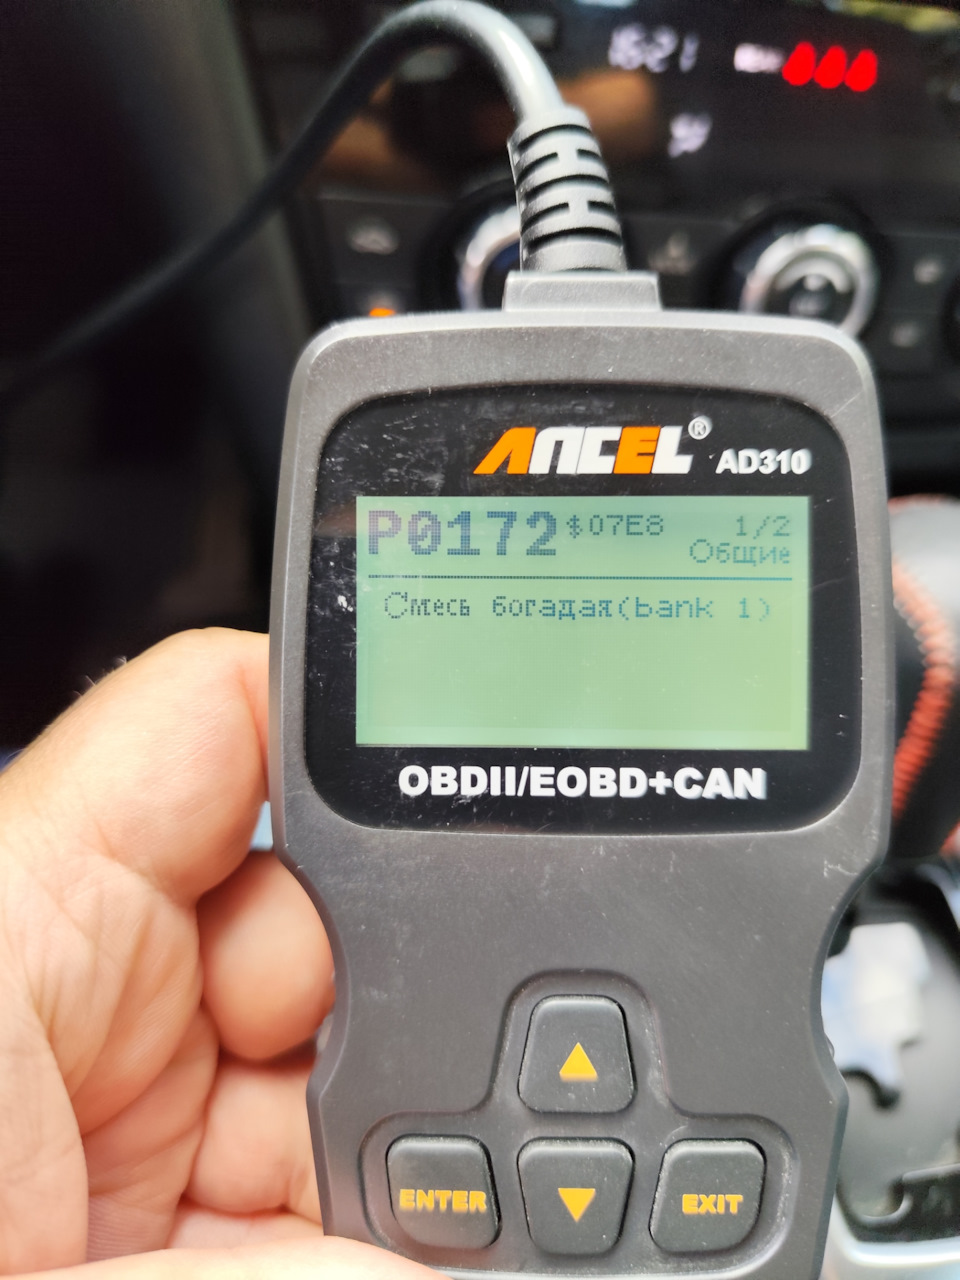 ANCEL® AD310
P0172 $07E8 1/2
Общие
Смесь богадая(bank 1)
OBDII/EOBD+CAN
ENTER EXIT